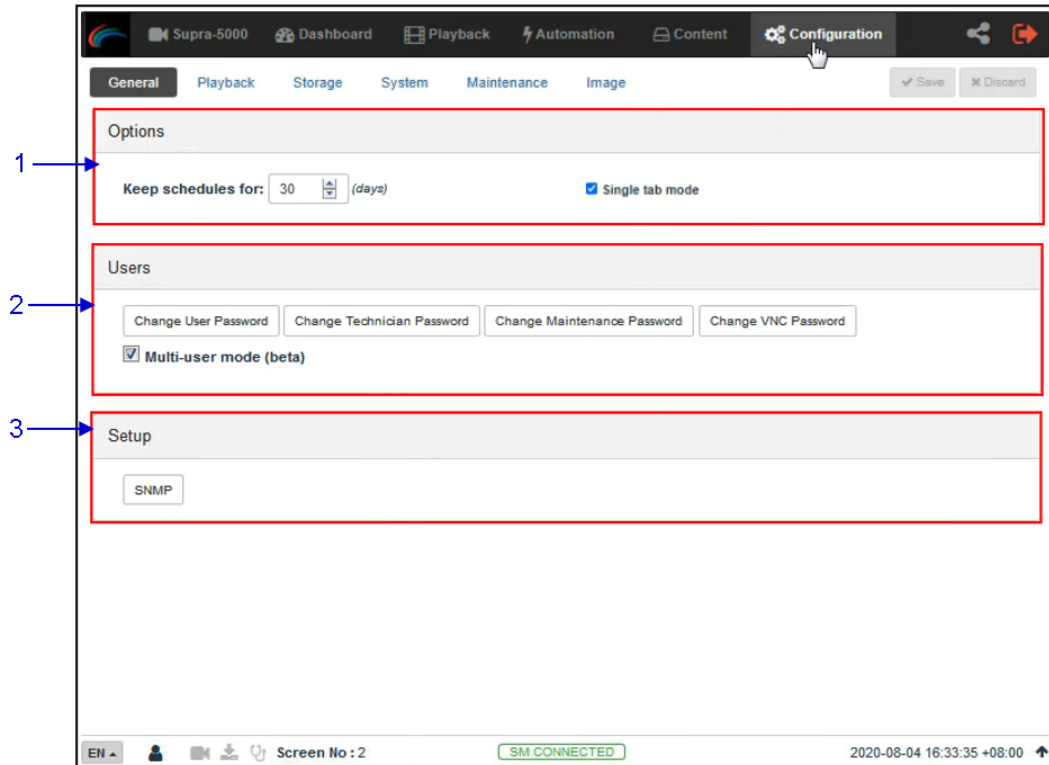 Supra-5000 Dashboard Playback Automation Content Configuration
General Playback Storage System Maintenance Image Save Discard
Options
1
Keep schedules for: 30 (days) Single tab mode
Users
2
Change User Password Change Technician Password Change Maintenance Password Change VNC Password
Multi-user mode (beta)
3
Setup
SNMP
EN Screen No : 2 SM CONNECTED 2020-08-04 16:33:35 +08:00